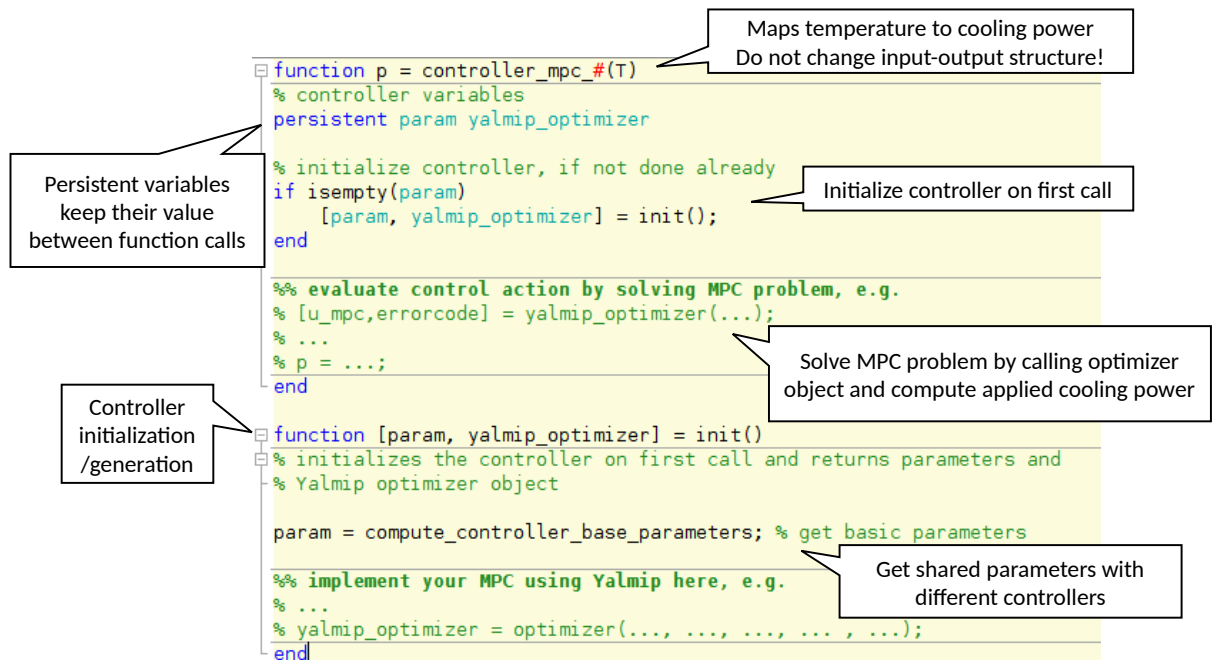 Maps temperature to cooling power
Do not change input-output structure!
function p = controller_mpc_#(T)
% controller variables
persistent param yalmip_optimizer
Persistent variables
keep their value
between function calls
% initialize controller, if not done already
if isempty(param)
[param, yalmip_optimizer] = init();
end
Initialize controller on first call
%% evaluate control action by solving MPC problem, e.g.
% [u_mpc,errorcode] = yalmip_optimizer(...);
% ...
% p = ...;
end
Solve MPC problem by calling optimizer
object and compute applied cooling power
Controller
initialization
/generation
function [param, yalmip_optimizer] = init()
% initializes the controller on first call and returns parameters and
% Yalmip optimizer object
param = compute_controller_base_parameters; % get basic parameters
Get shared parameters with
different controllers
%% implement your MPC using Yalmip here, e.g.
% ...
% yalmip_optimizer = optimizer(..., ..., ..., ... , ...);
end